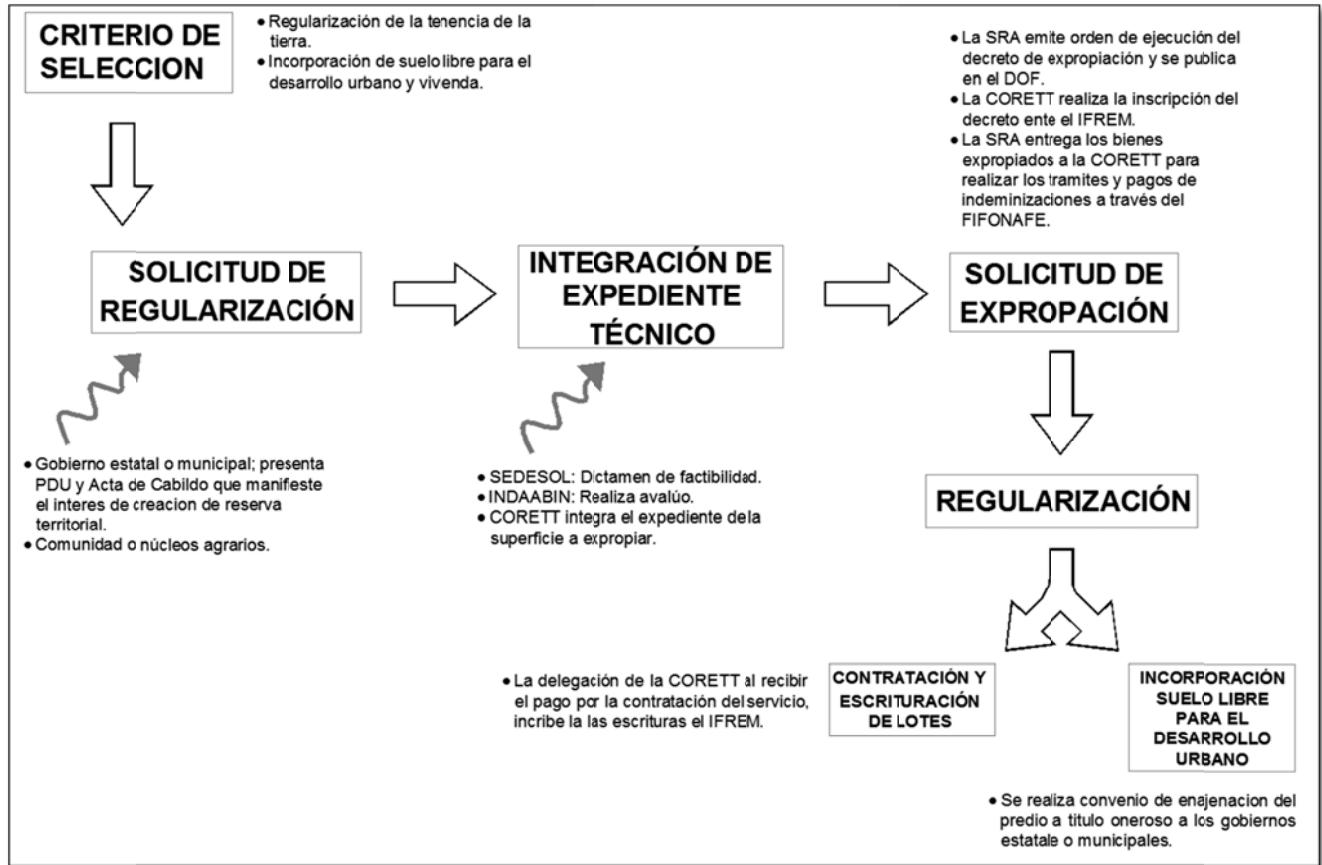 CRITERIO DE
SELECCION
• Regularización de la tenencia de la
tierra.
• Incorporación de suelo libre para el
desarrollo urbano y vivenda.
• La SRA emite orden de ejecución del
decreto de expropiación y se publica
en el DOF.
• La CORETT realiza la inscripción del
decreto ente el IFREM.
• La SRA entrega los bienes
expropiados a la CORETT para
realizar los tramites y pagos de
indeminizaciones a través del
FIFONAFE.
SOLICITUD DE
REGULARIZACIÓN
INTEGRACIÓN DE
EXPEDIENTE
TÉCNICO
SOLICITUD DE
EXPROPACIÓN
• Gobierno estatal o municipal; presenta
PDU y Acta de Cabildo que manifieste
el interes de creacion de reserva
territorial.
• Comunidad o núcleos agrarios.
• SEDESOL: Dictamen de factibilidad.
• INDAABIN: Realiza avalúo.
• CORETT integra el expediente de la
superficie a expropiar.
REGULARIZACIÓN
• La delegación de la CORETT al recibir
el pago por la contratación del servicio,
incribe la las escrituras el IFREM.
CONTRATACIÓN Y
ESCRITURACIÓN
DE LOTES
INCORPORACIÓN
SUELO LIBRE
PARA EL
DESARROLLO
URBANO
• Se realiza convenio de enajenacion del
predio a titulo oneroso a los gobiernos
estatale o municipales.